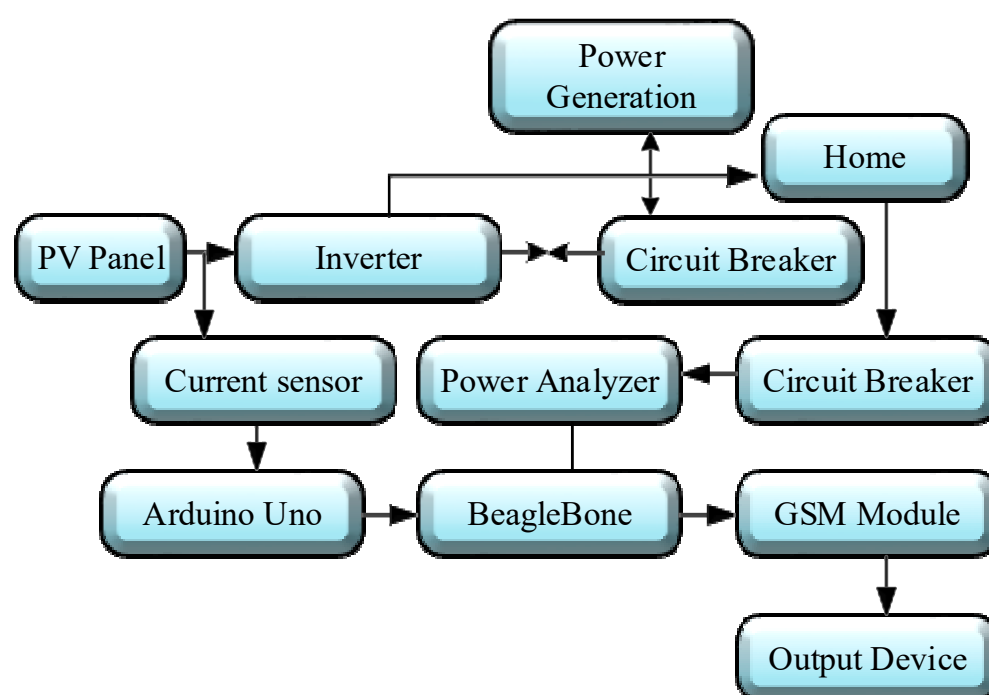 Power
Generation
Home
PV Panel
Inverter
Circuit Breaker
Current sensor
Power Analyzer
Circuit Breaker
Arduino Uno
BeagleBone
GSM Module
Output Device